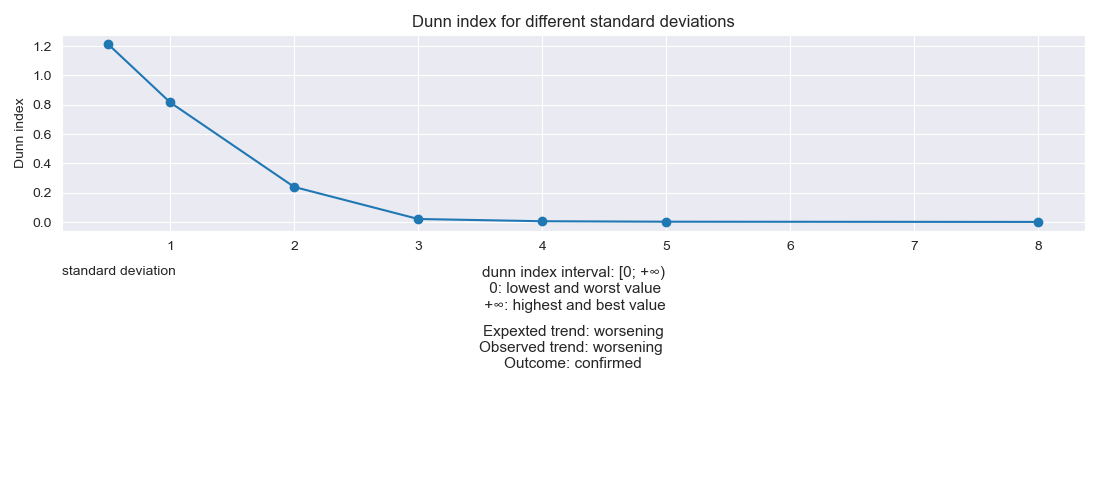 Dunn index for different standard deviations
Dunn index
1.2
1.0
0.8
0.6
0.4
0.2
0.0
1 2 3 4 5 6 7 8
standard deviation
dunn index interval: [0; +∞)
0: lowest and worst value
+∞: highest and best value
Expexted trend: worsening
Observed trend: worsening
Outcome: confirmed